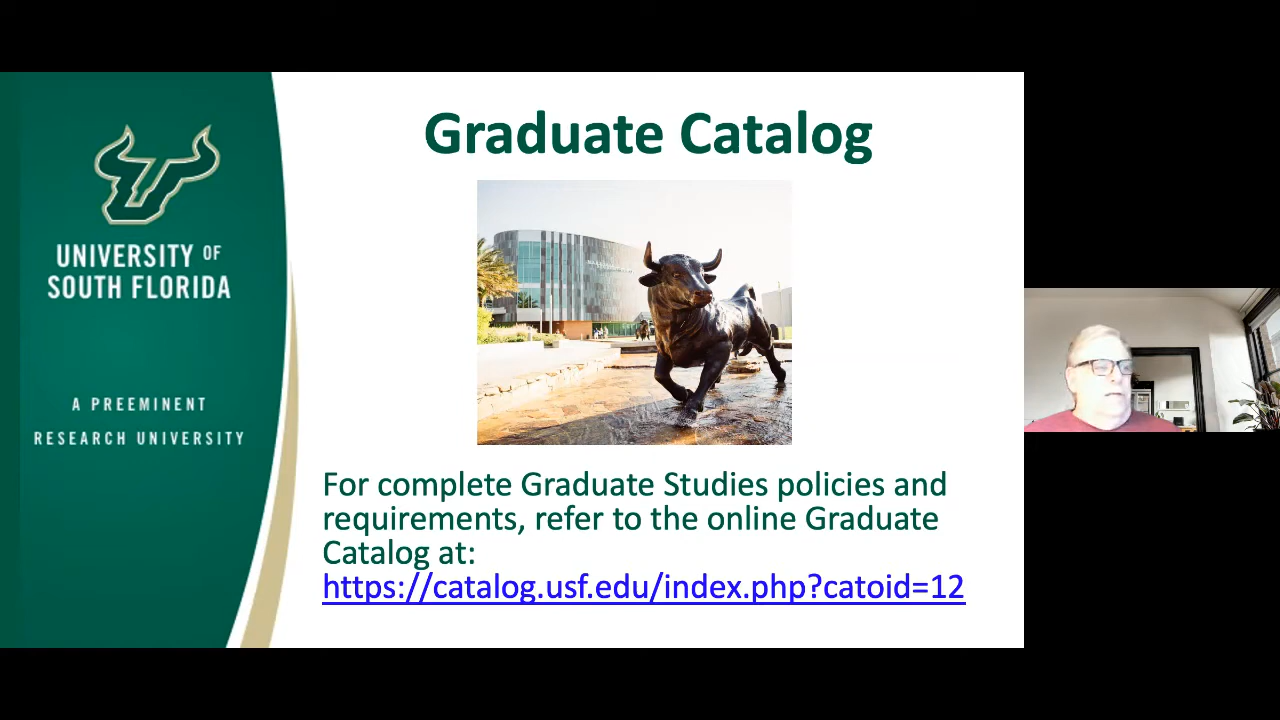 Graduate Catalog
UNIVERSITY OF
SOUTH FLORIDA
A PREEMINENT
RESEARCH UNIVERSITY
For complete Graduate Studies policies and
requirements, refer to the online Graduate
Catalog at:
https://catalog.usf.edu/index.php?catoid=12